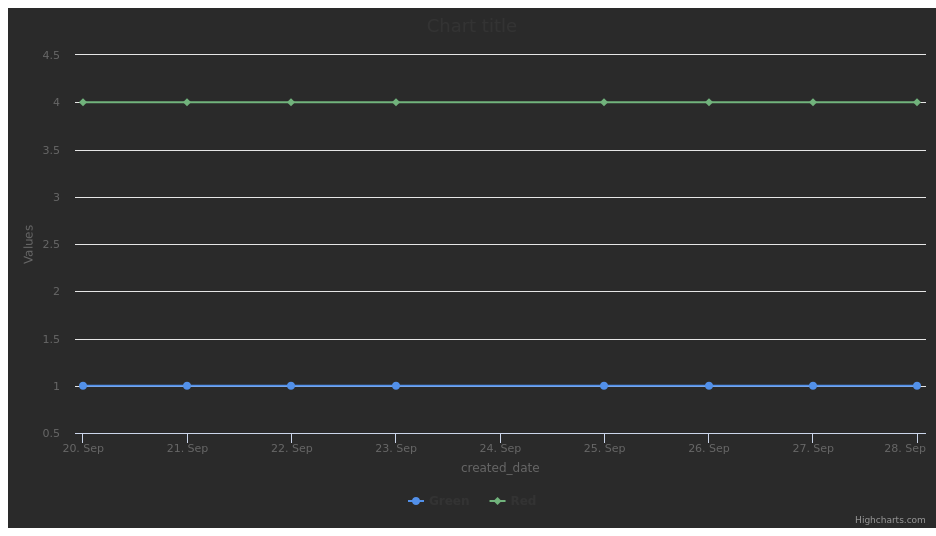 Chart title
4.5
4
3.5
3
2.5
2
1.5
1
0.5
Values
20. Sep 21. Sep 22. Sep 23. Sep 24. Sep 25. Sep 26. Sep 27. Sep 28. Sep
created_date
Green Red
Highcharts.com